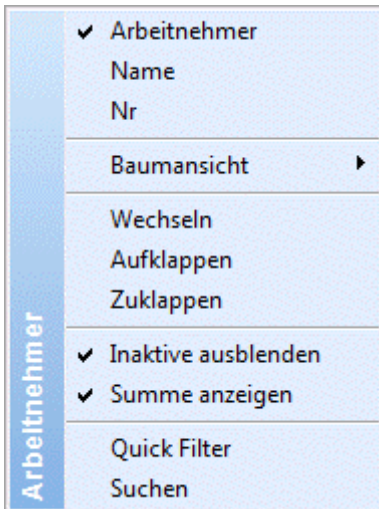 Arbeitnehmer
Name
Nr
Baumansicht
Wechseln
Aufklappen
Zuklappen
Inaktive ausblenden
Summe anzeigen
Quick Filter
Suchen
Arbeitnehmer